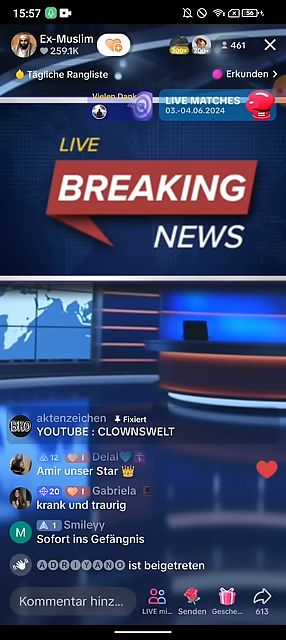 15:57
Ex-Muslim
259.1K
200+
200+
461
Tägliche Rangliste
Erkunden
Vielen Dank
LIVE MATCHES
03.-04.06.2024
LIVE
BREAKING
NEWS
aktenzeichen Fixiert
YOUTUBE : CLOWNSWELT
12 I Delal
Amir unser Star
20 I Gabriela
krank und traurig
M
1 Smileyy
Sofort ins Gefängnis
ADRIYANO ist beigetreten
Kommentar hinz...
LIVE mi...
Senden
Gesche...
613